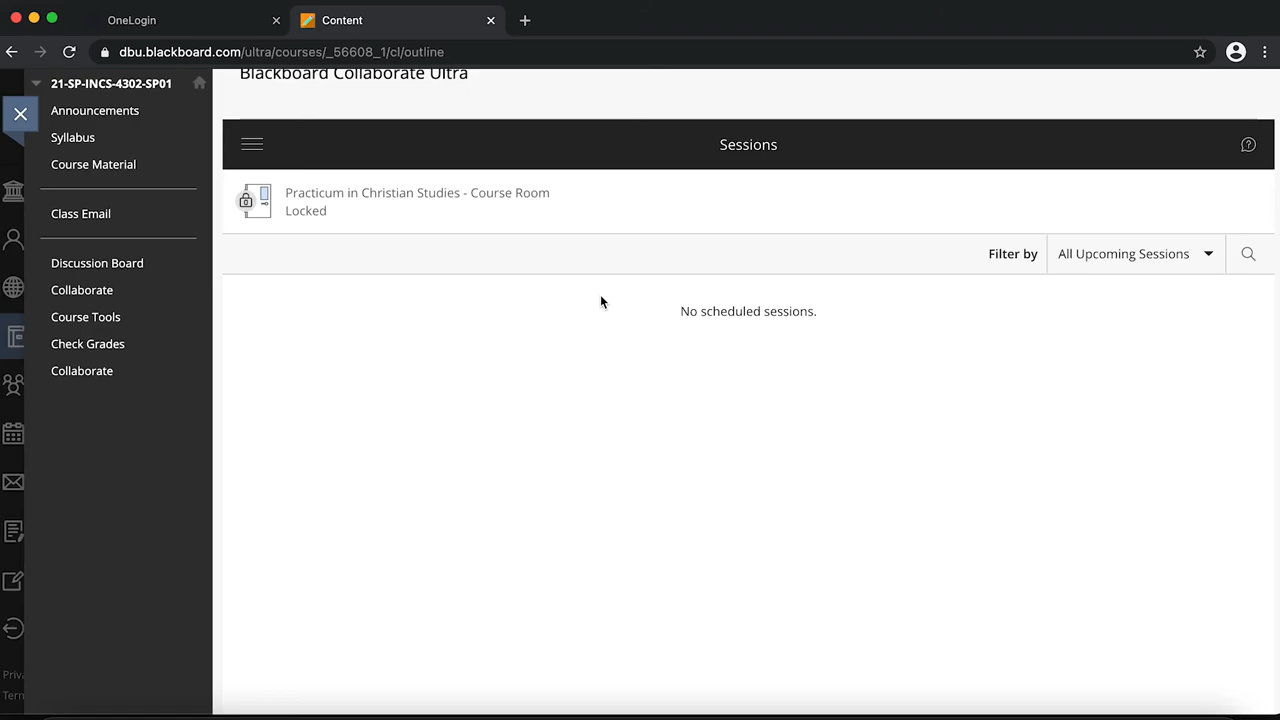 OneLogin
Content
dbu.blackboard.com/ultra/courses/_56608_1/cl/outline
21-SP-INCS-4302-SP01
Announcements
Syllabus
Course Material
Class Email
Discussion Board
Collaborate
Course Tools
Check Grades
Collaborate
Blackboard Collaborate Ultra
Sessions
Practicum in Christian Studies - Course Room
Locked
Filter by
All Upcoming Sessions
No scheduled sessions.
Priva
Term